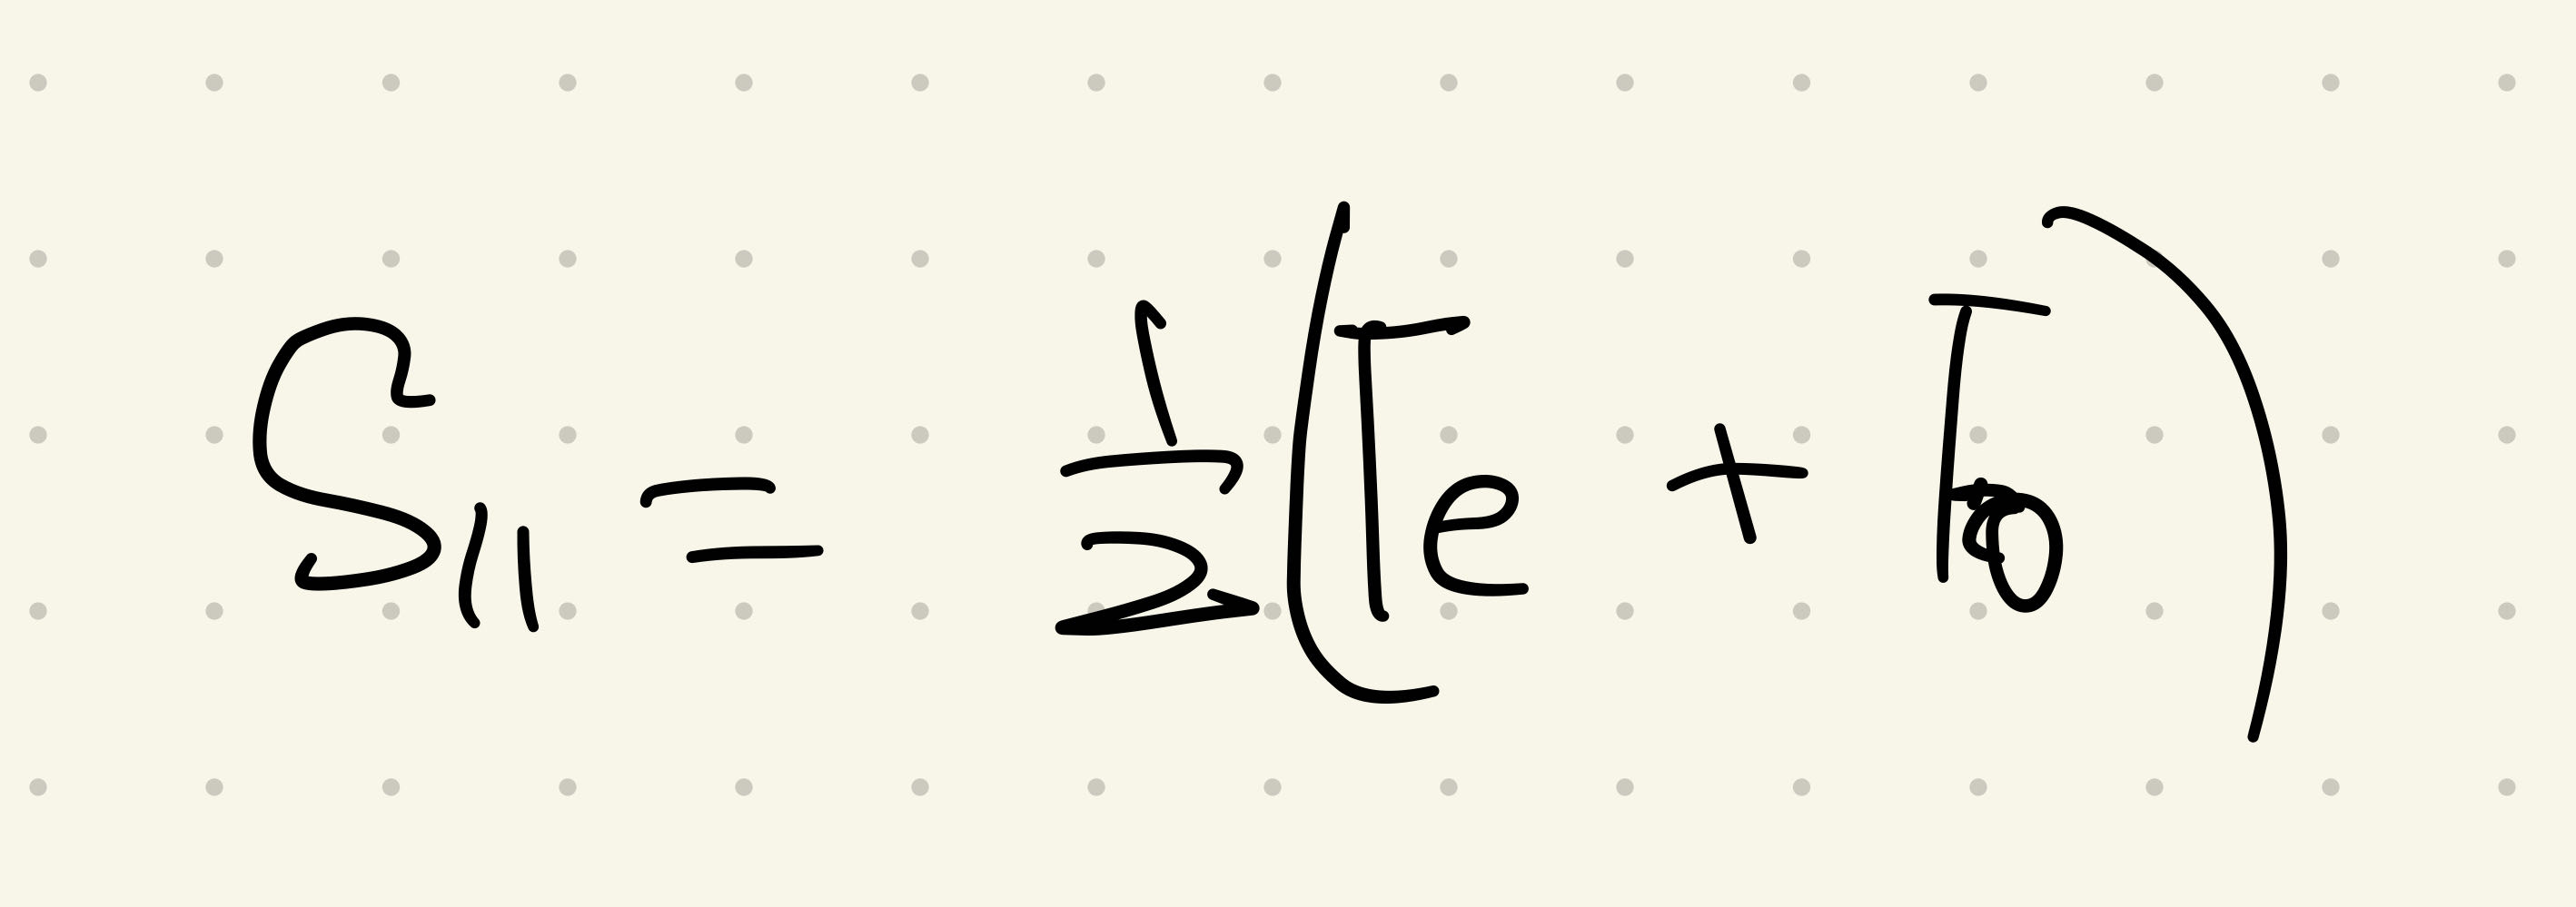 S₁₁ = 1/2 (Te + To)